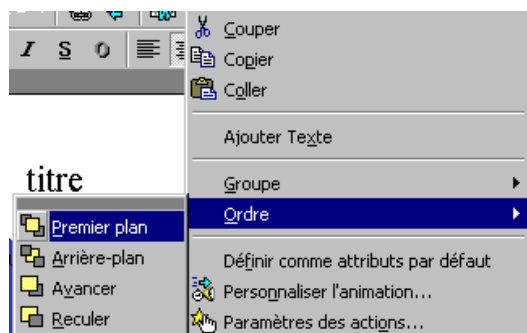 I S O
Couper
Copier
Coller
Ajouter Texte
titre
Groupe
Ordre
Premier plan
Arrière-plan
Avancer
Reculer
Définir comme attributs par défaut
Personnaliser l'animation...
Paramètres des actions...